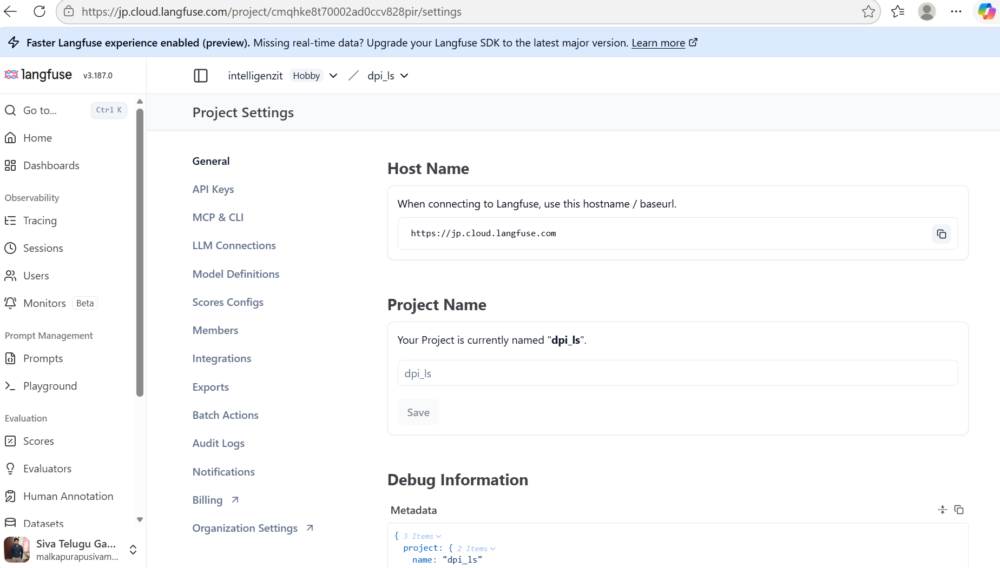 https://jp.cloud.langfuse.com/project/cmqhke8t70002ad0ccv828pir/settings
Faster Langfuse experience enabled (preview). Missing real-time data? Upgrade your Langfuse SDK to the latest major version. Learn more
langfuse v3.187.0
intelligenzit Hobby / dpi_ls
Go to... Ctrl K
Home
Dashboards
Observability
Tracing
Sessions
Users
Monitors Beta
Prompt Management
Prompts
Playground
Evaluation
Scores
Evaluators
Human Annotation
Datasets
Siva Telugu Ga...
malkapurapusivam...
Project Settings
General
API Keys
MCP & CLI
LLM Connections
Model Definitions
Scores Configs
Members
Integrations
Exports
Batch Actions
Audit Logs
Notifications
Billing
Organization Settings
Host Name
When connecting to Langfuse, use this hostname / baseurl.
https://jp.cloud.langfuse.com
Project Name
Your Project is currently named "dpi_ls".
dpi_ls
Save
Debug Information
Metadata
{ 3 Items
project: { 2 Items
name: "dpi_ls"